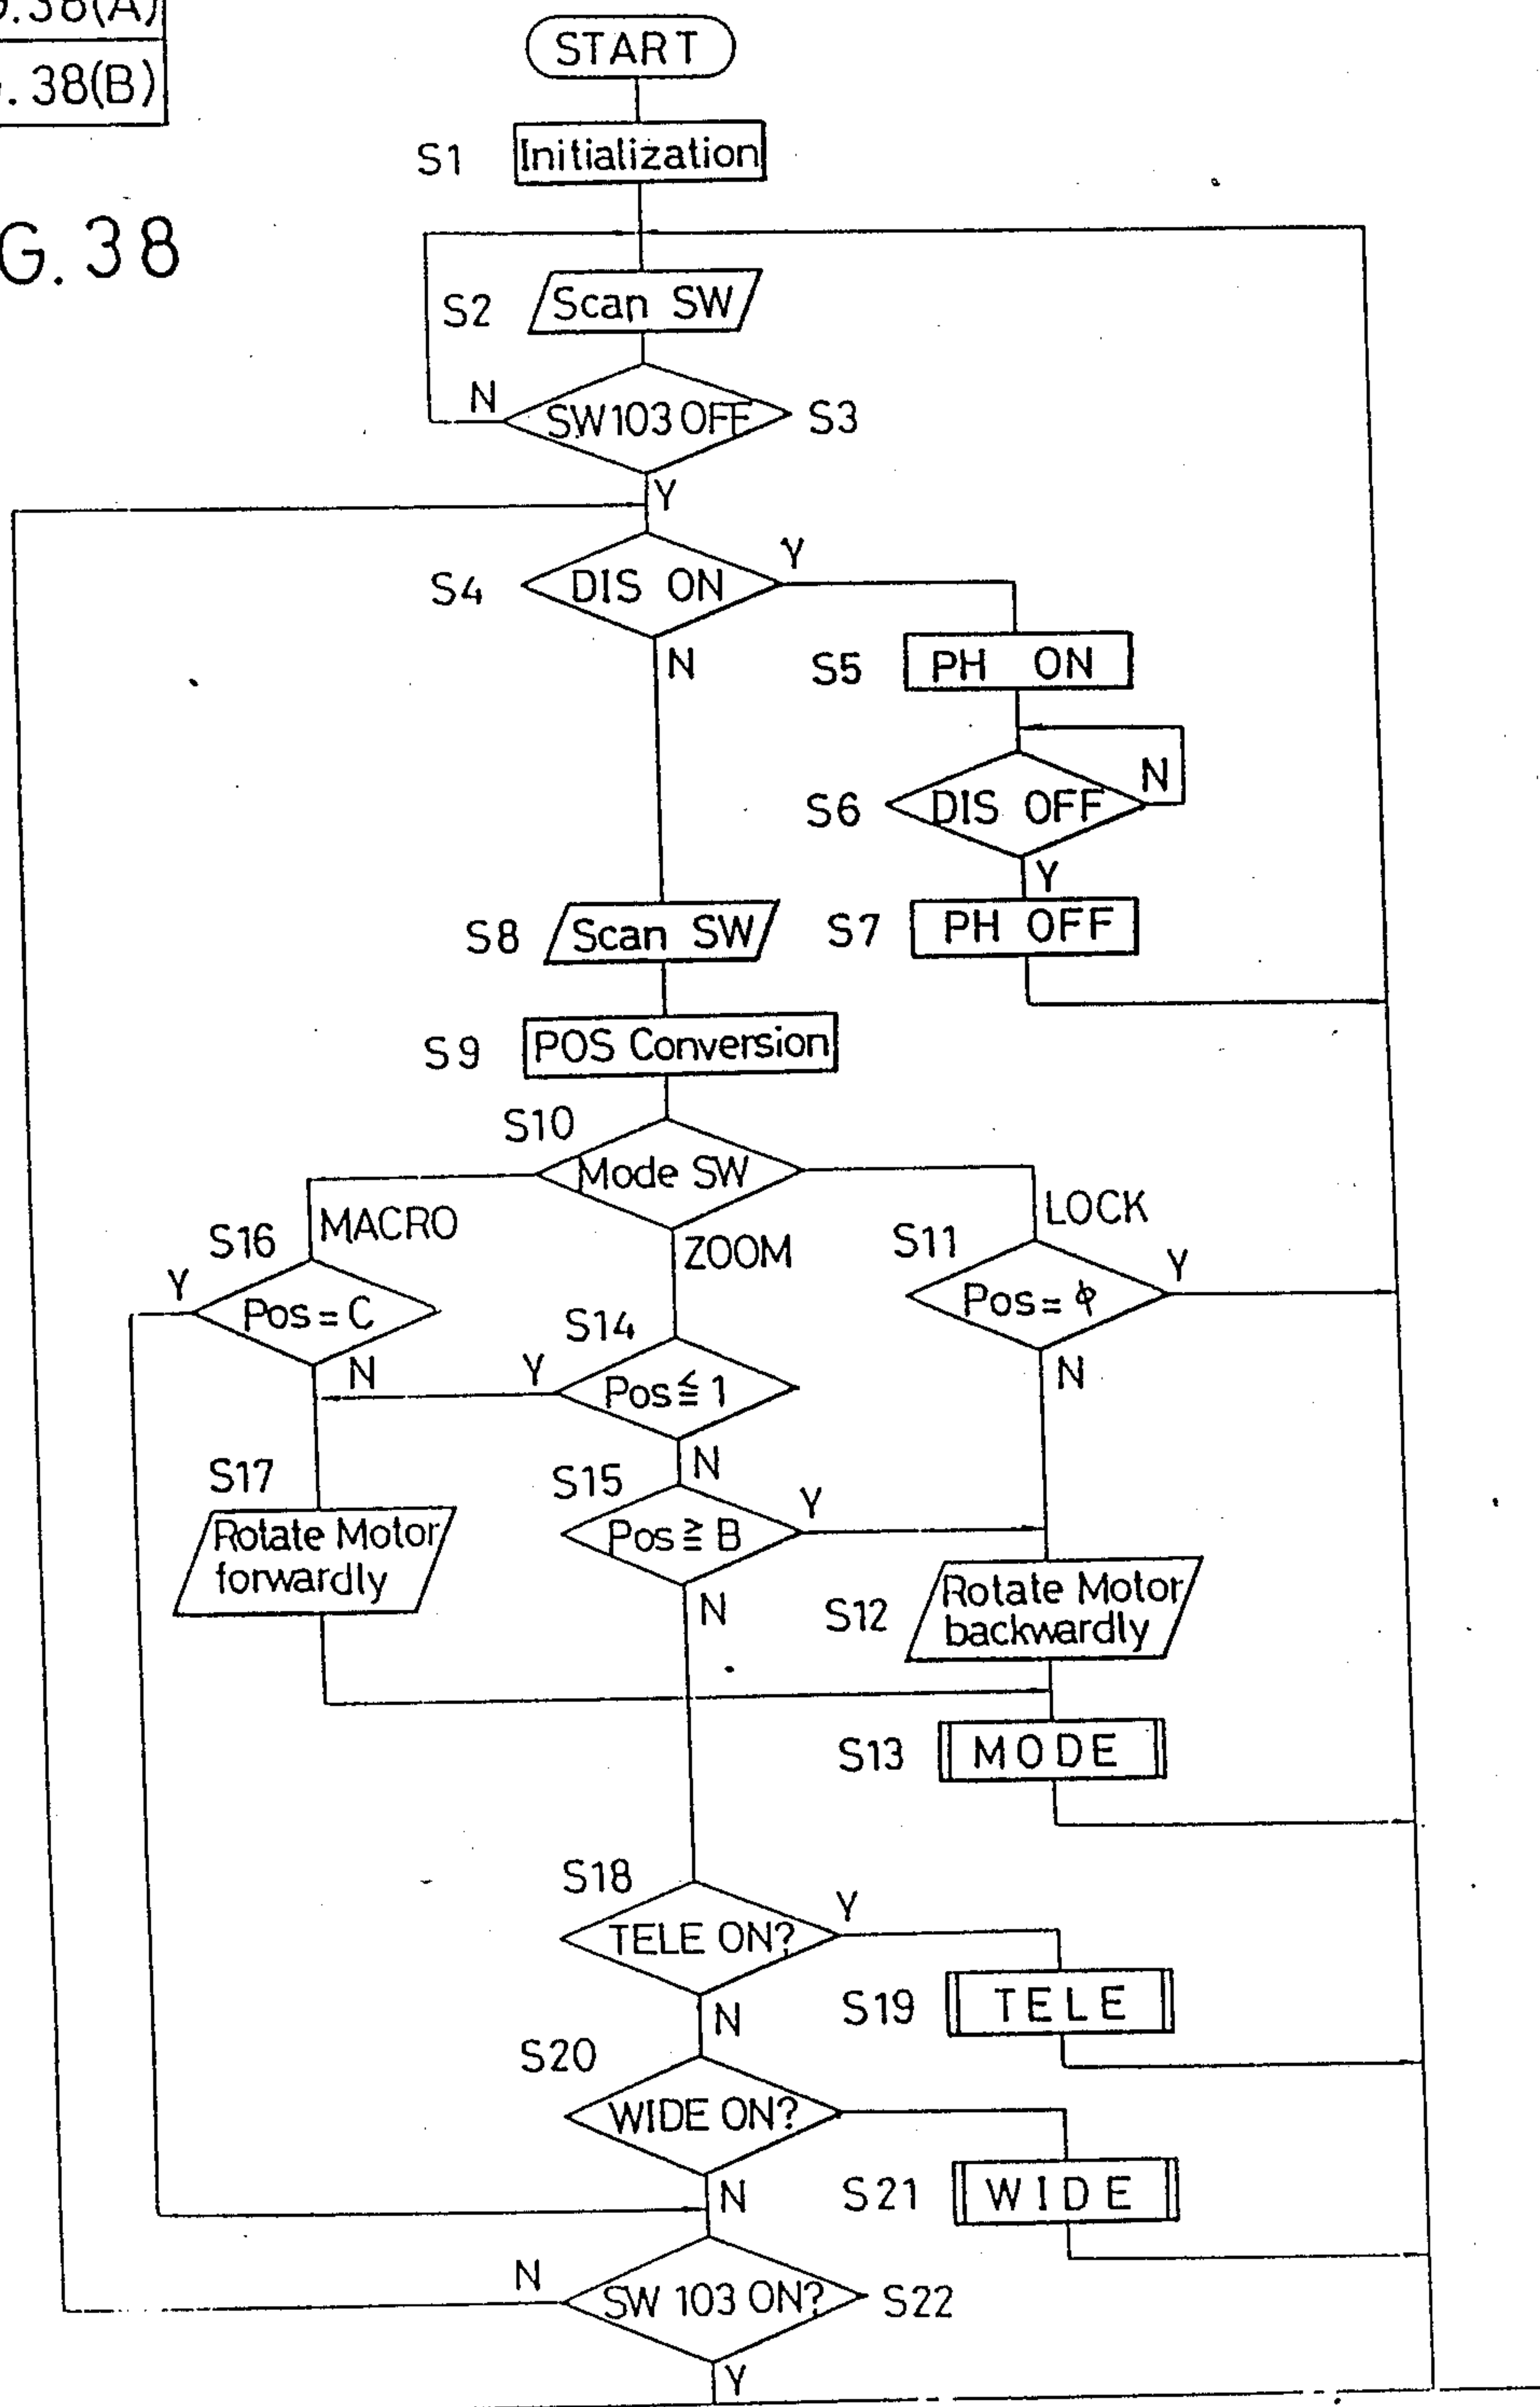 .38(A)
. 38(B)
G. 38
START
S1
Initialization
S2
Scan SW
N
SW103 OFF
S3
Y
S4
DIS ON
Y
N
S5
PH ON
S6
DIS OFF
N
Y
S8
Scan SW
S7
PH OFF
S9
POS Conversion
S10
Mode SW
MACRO
ZOOM
LOCK
S16
Y
Pos = C
N
S11
Pos = ϕ
Y
N
S14
Y
Pos ≦ 1
N
S17
Rotate Motor
forwardly
S15
Pos ≧ B
Y
N
S12
Rotate Motor
backwardly
S13
MODE
S18
TELE ON?
Y
N
S19
TELE
S20
WIDE ON?
N
S21
WIDE
N
SW 103 ON?
S22
Y